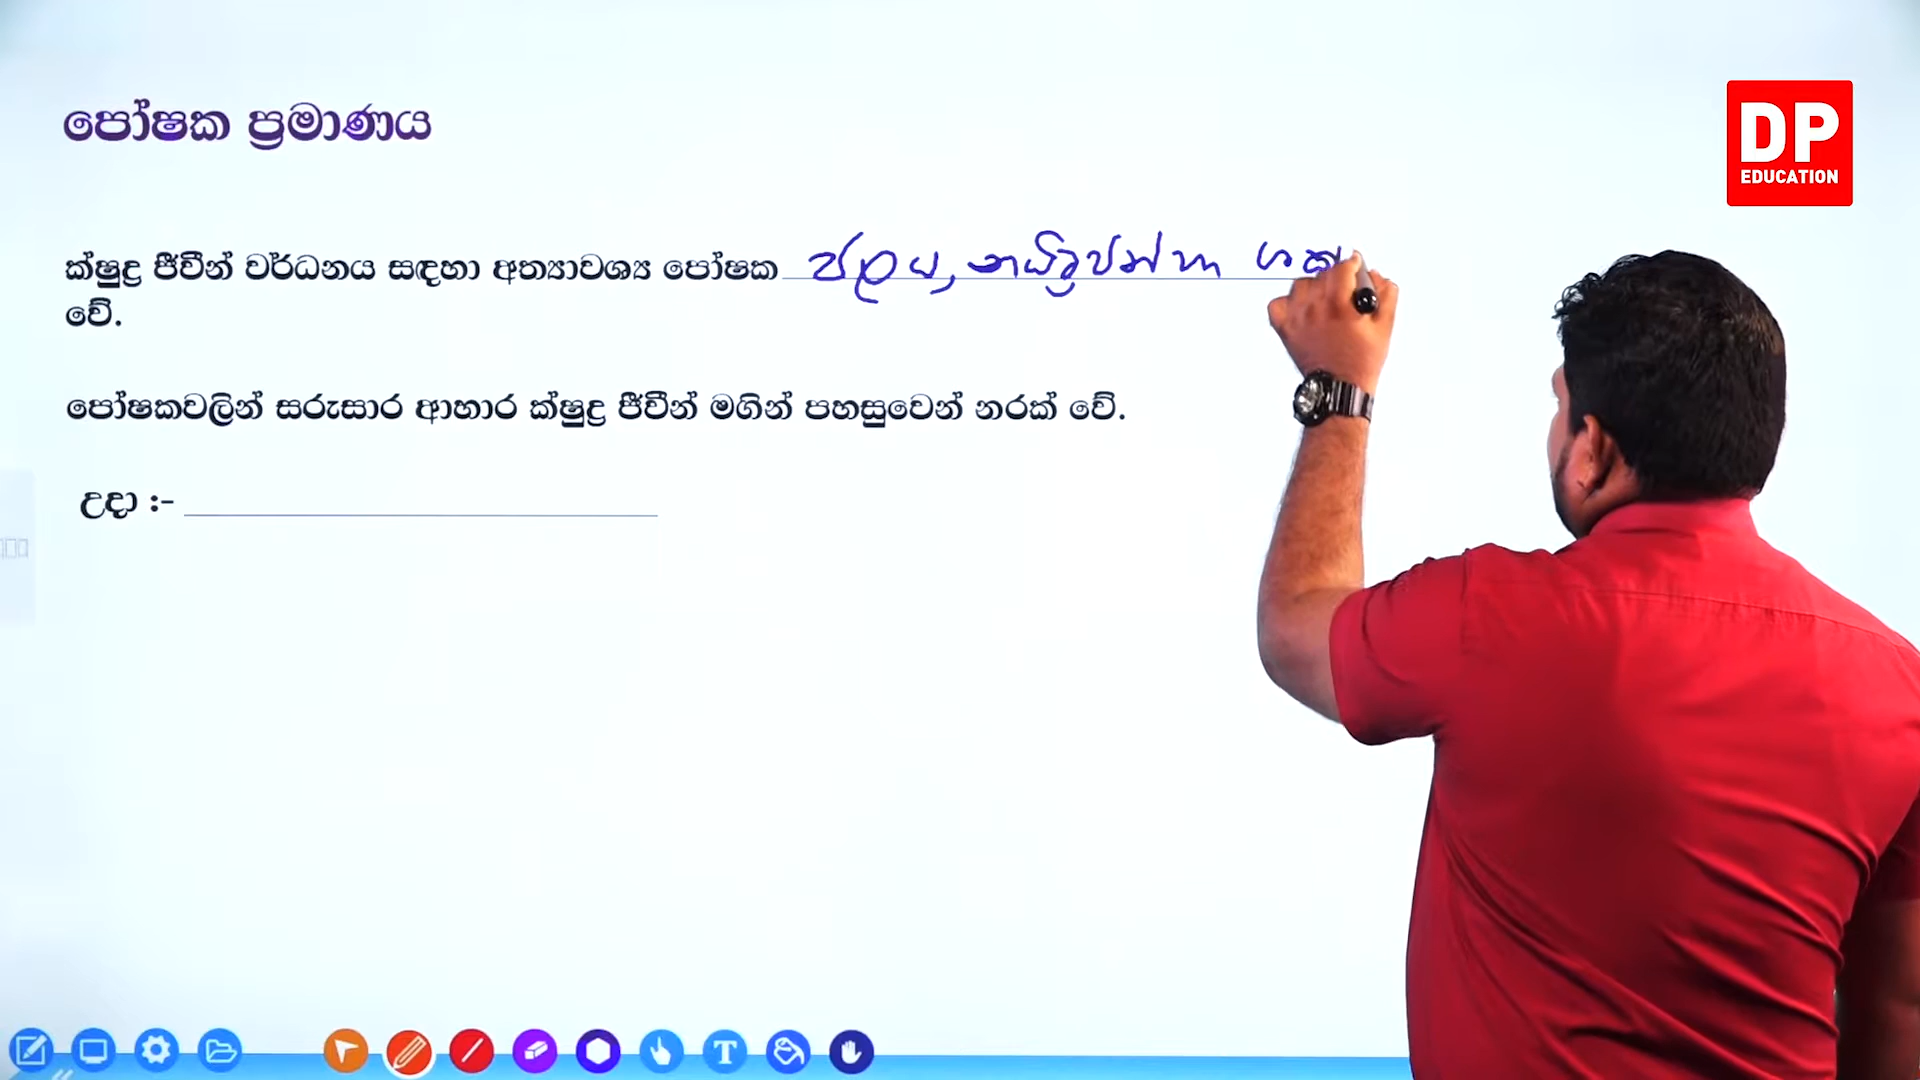 පෝෂක ප්‍රමාණය
DP
EDUCATION
ක්ෂුද්‍ර ජීවීන් වර්ධනය සඳහා අත්‍යාවශ්‍ය පෝෂක ජලය, නයිට්‍රජන් හා
වේ.
පෝෂකවලින් සරුසාර ආහාර ක්ෂුද්‍ර ජීවීන් මගින් පහසුවෙන් නරක් වේ.
උදා :-
T